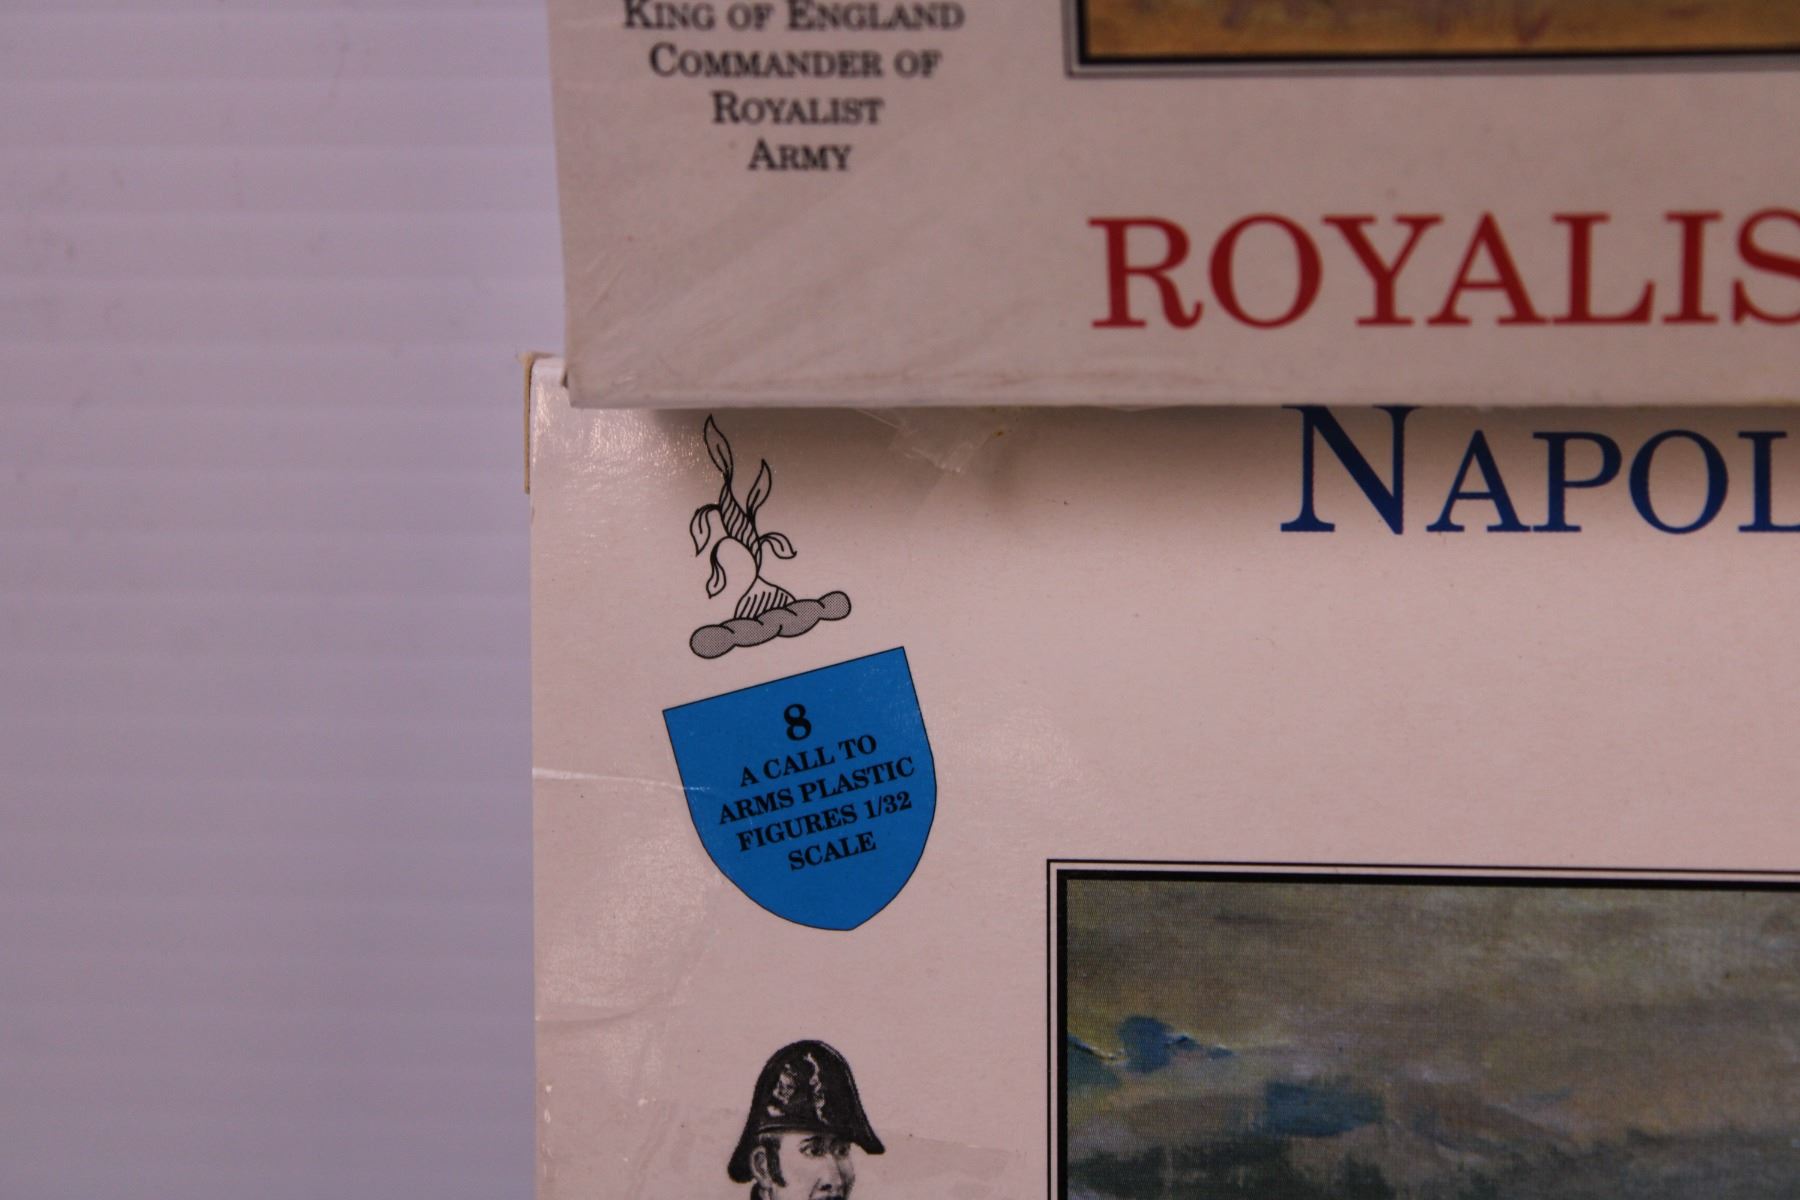 KING OF ENGLAND
COMMANDER OF
ROYALIST
ARMY
ROYALIS
NAPOL
8
A CALL TO
ARMS PLASTIC
FIGURES 1/32
SCALE